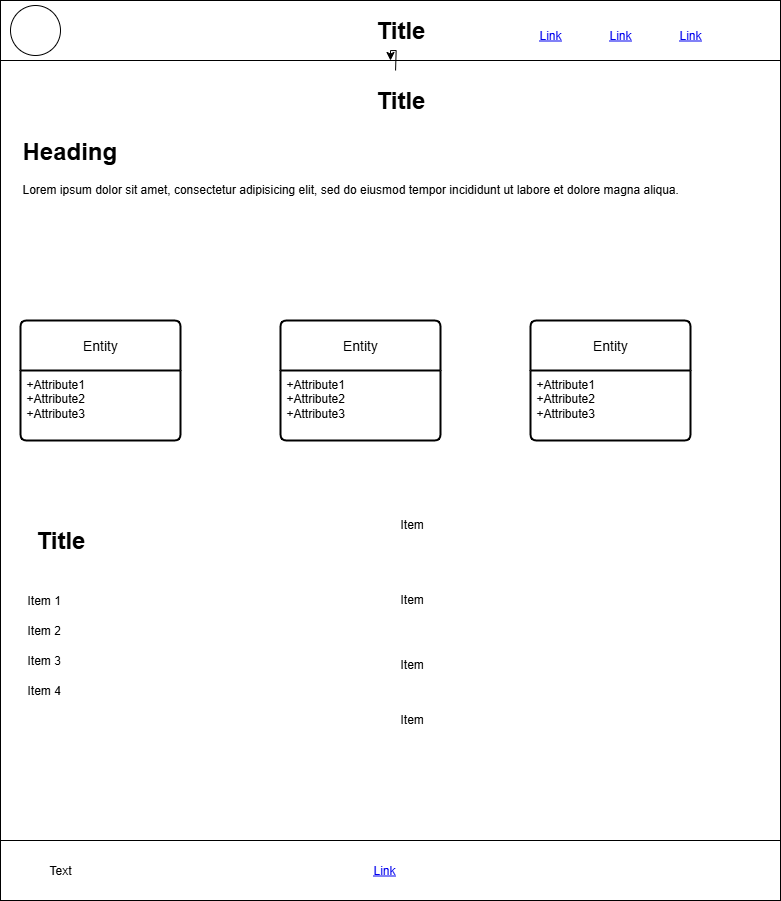 Title
Link
Link
Link
Title
Heading
Lorem ipsum dolor sit amet, consectetur adipisicing elit, sed do eiusmod tempor incididunt ut labore et dolore magna aliqua.
Entity
+Attribute1
+Attribute2
+Attribute3
Entity
+Attribute1
+Attribute2
+Attribute3
Entity
+Attribute1
+Attribute2
+Attribute3
Title
Item 1
Item 2
Item 3
Item 4
Item
Item
Item
Item
Text
Link